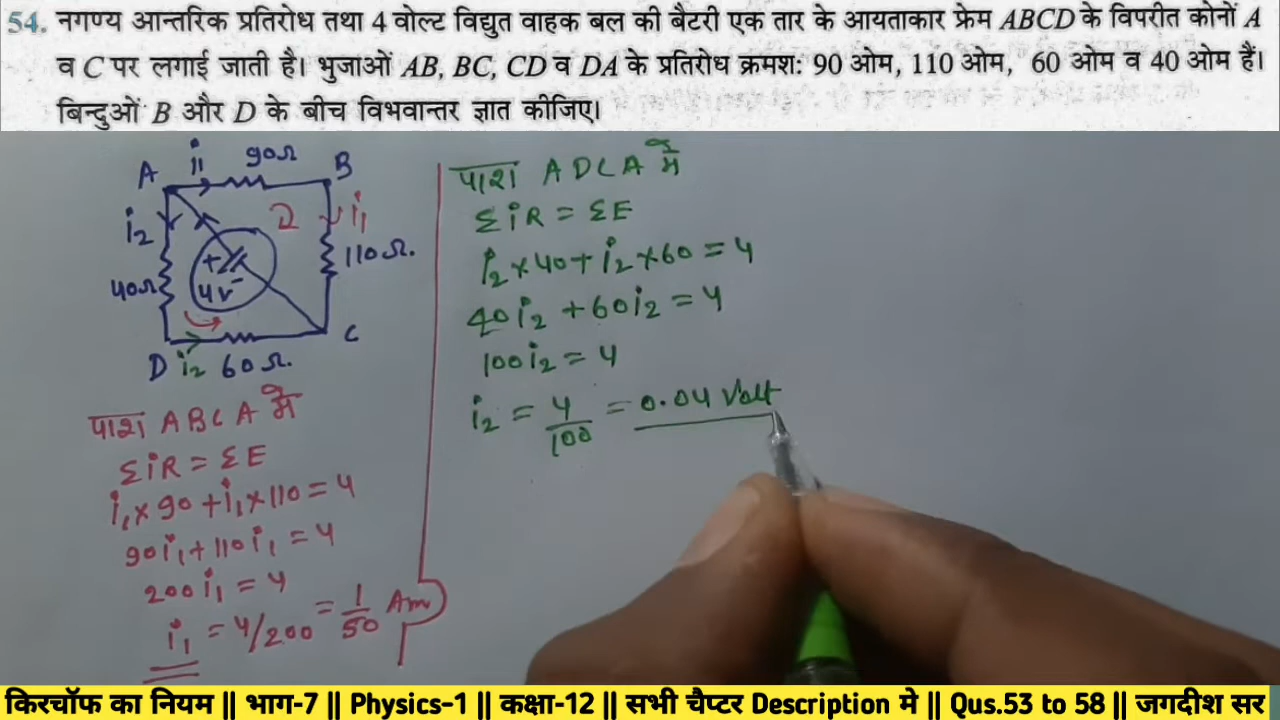 54. नगण्य आन्तरिक प्रतिरोध तथा 4 वोल्ट विद्युत वाहक बल की बैटरी एक तार के आयताकार फ्रेम ABCD के विपरीत कोनों A
व C पर लगाई जाती है। भुजाओं AB, BC, CD व DA के प्रतिरोध क्रमश: 90 ओम, 110 ओम, 60 ओम व 40 ओम हैं।
बिन्दुओं B और D के बीच विभवान्तर ज्ञात कीजिए।
A i1 90Ω B
i2 i1
40Ω + 4v - 110Ω.
D i2 60Ω. C
पाश ABCA में
ΣiR = ΣE
i1×90 + i1×110 = 4
90i1 + 110i1 = 4
200i1 = 4
i1 = 4/200 = 1/50 Am
पाश ADCA में
ΣiR = ΣE
i2×40 + i2×60 = 4
40i2 + 60i2 = 4
100i2 = 4
i2 = 4/100 = 0.04 Volt
किरचॉफ का नियम || भाग-7 || Physics-1 || कक्षा-12 || सभी चैप्टर Description मे || Qus.53 to 58 || जगदीश सर